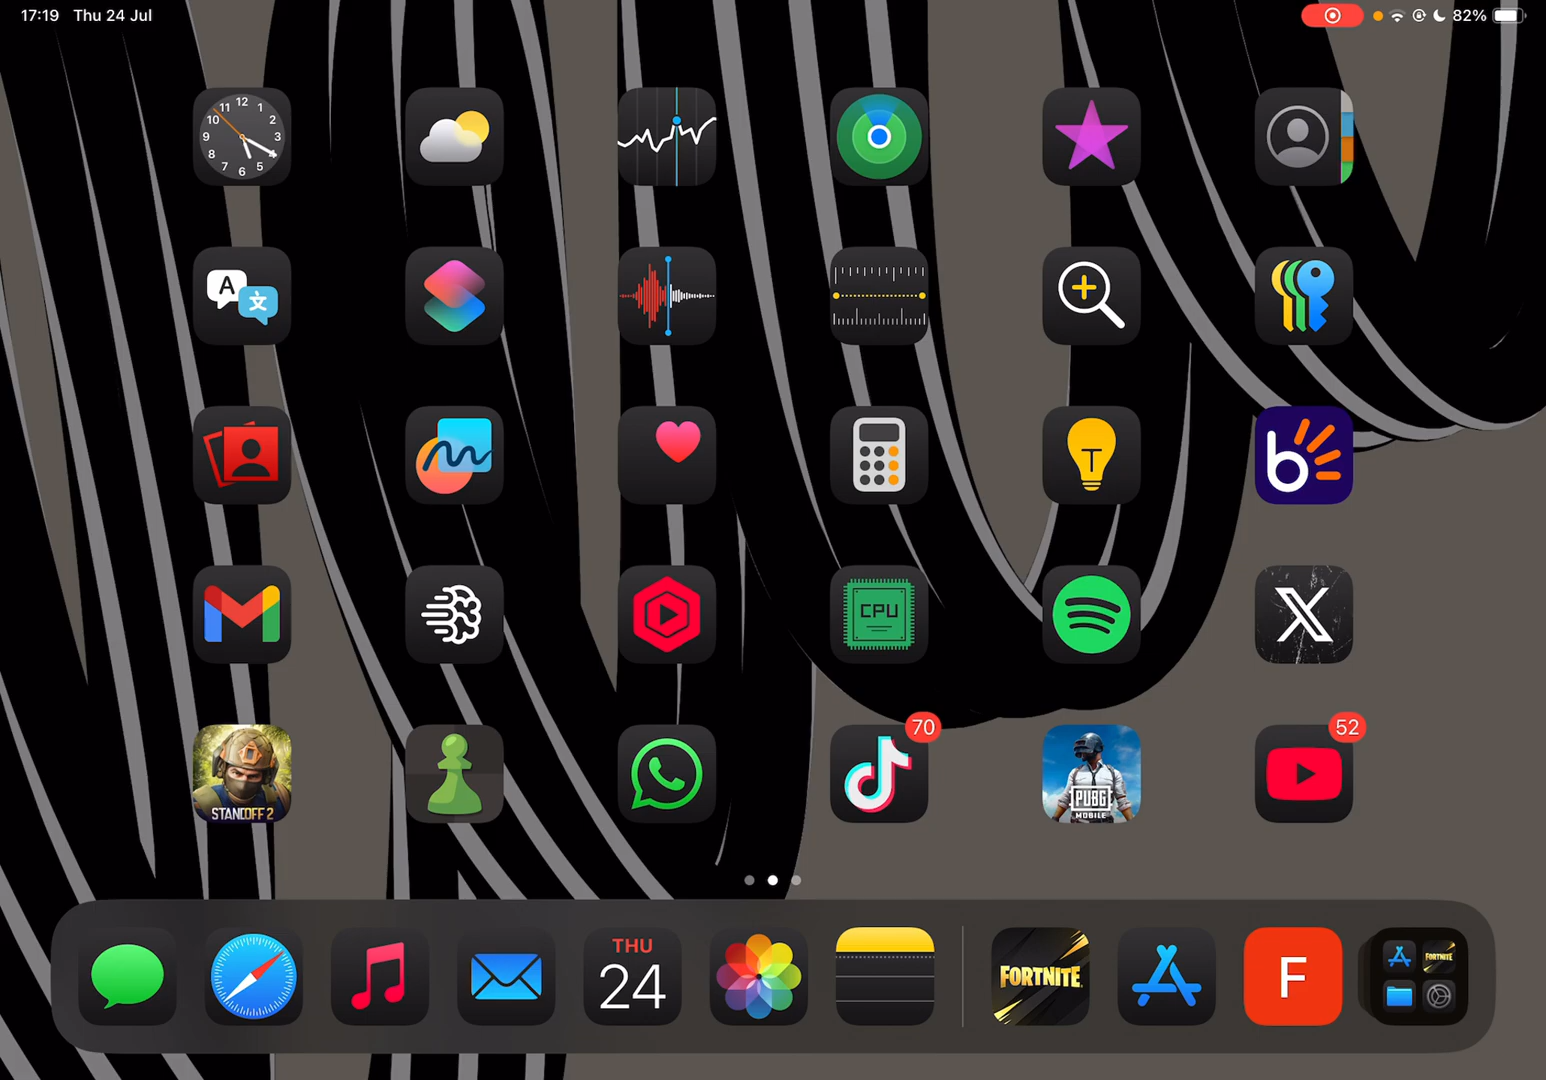 17:19 Thu 24 Jul
82%
12
11 1
10 2
9 3
8 4
7 5
6
A 文
T
b
CPU
X
STANDOFF 2
70
PUBG
MOBILE
52
THU
24
FORTNITE
F
FORTNITE